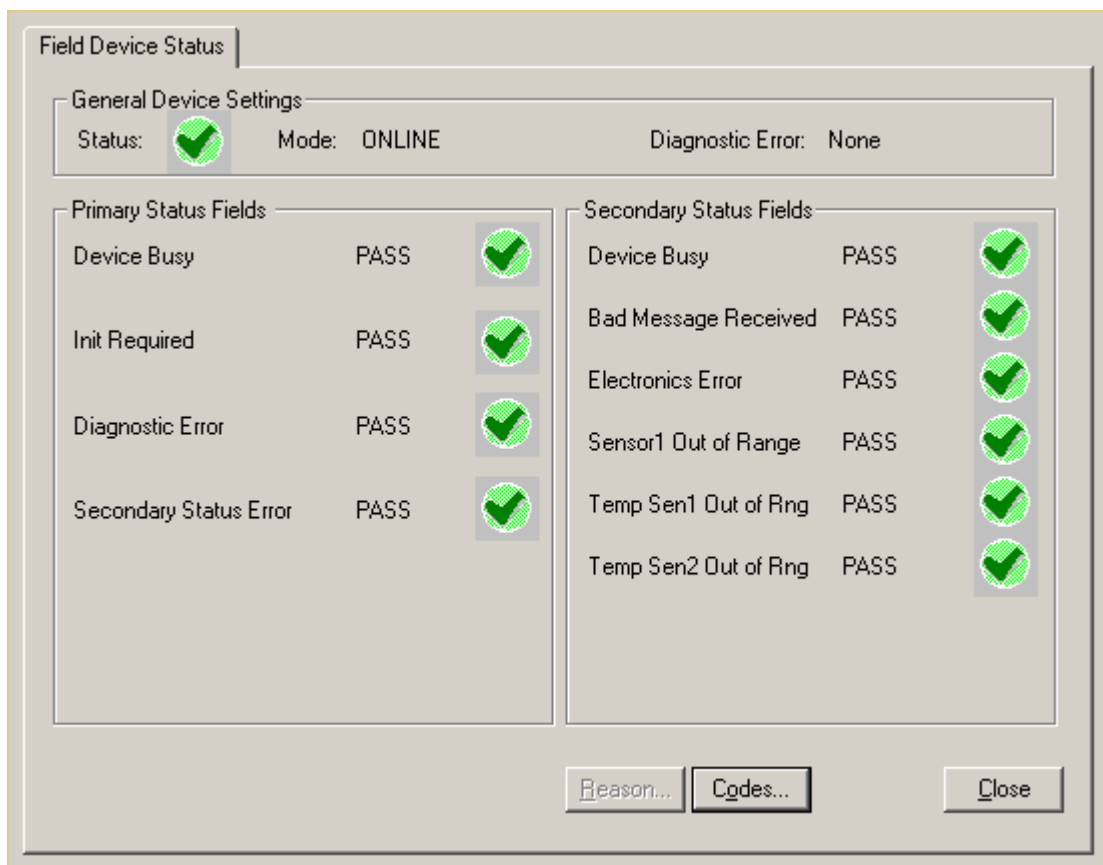 Field Device Status
General Device Settings
Status: Mode: ONLINE Diagnostic Error: None
Primary Status Fields
Device Busy PASS
Init Required PASS
Diagnostic Error PASS
Secondary Status Error PASS
Secondary Status Fields
Device Busy PASS
Bad Message Received PASS
Electronics Error PASS
Sensor1 Out of Range PASS
Temp Sen1 Out of Rng PASS
Temp Sen2 Out of Rng PASS
Reason... Codes... Close